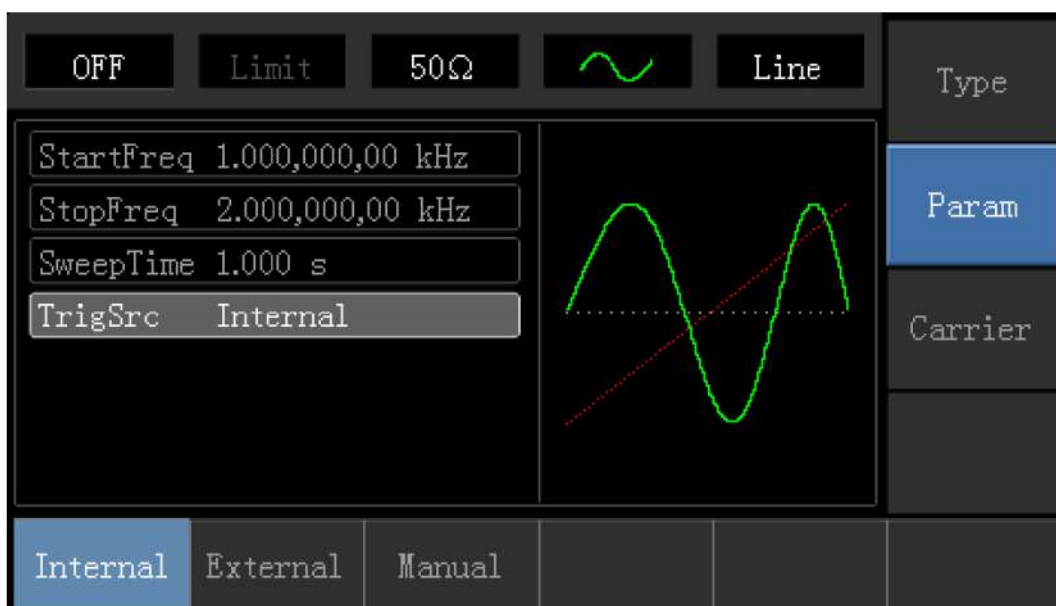 OFF Limit 50Ω Line
Type
StartFreq 1.000,000,00 kHz
StopFreq 2.000,000,00 kHz
Param
SweepTime 1.000 s
TrigSrc Internal
Carrier
Internal External Manual